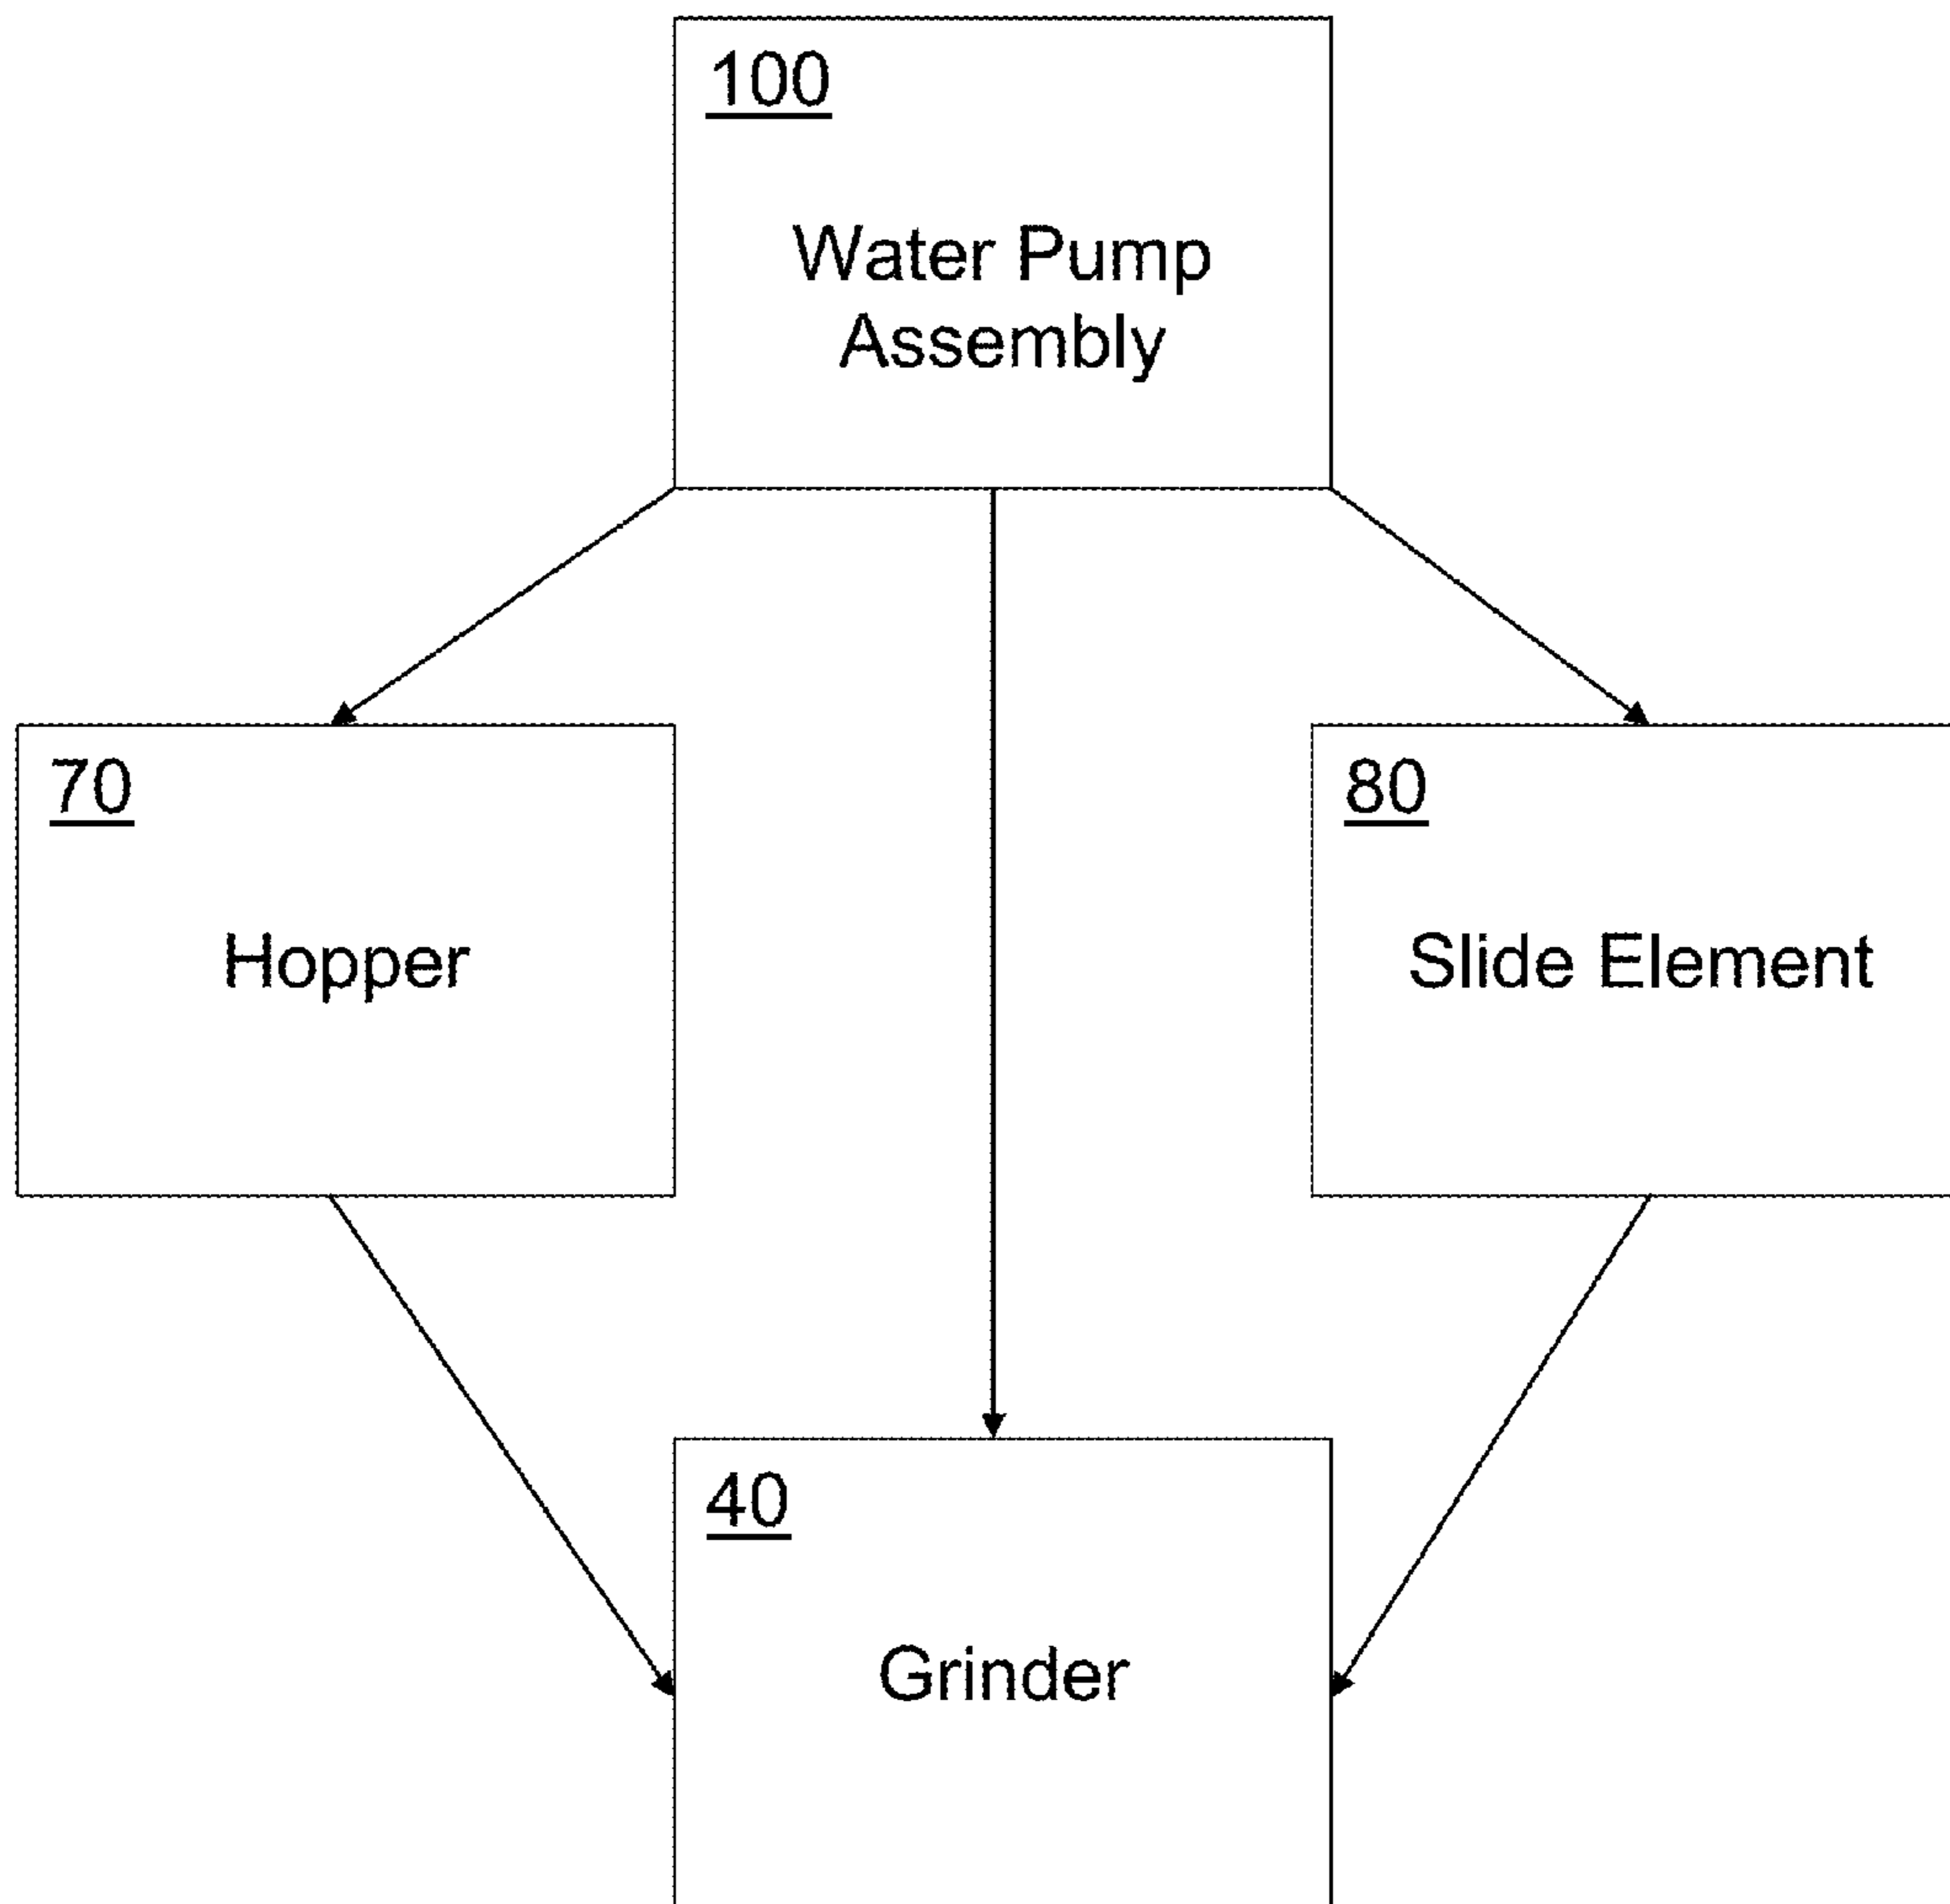 100
Water Pump
Assembly
70
Hopper
80
Slide Element
40
Grinder